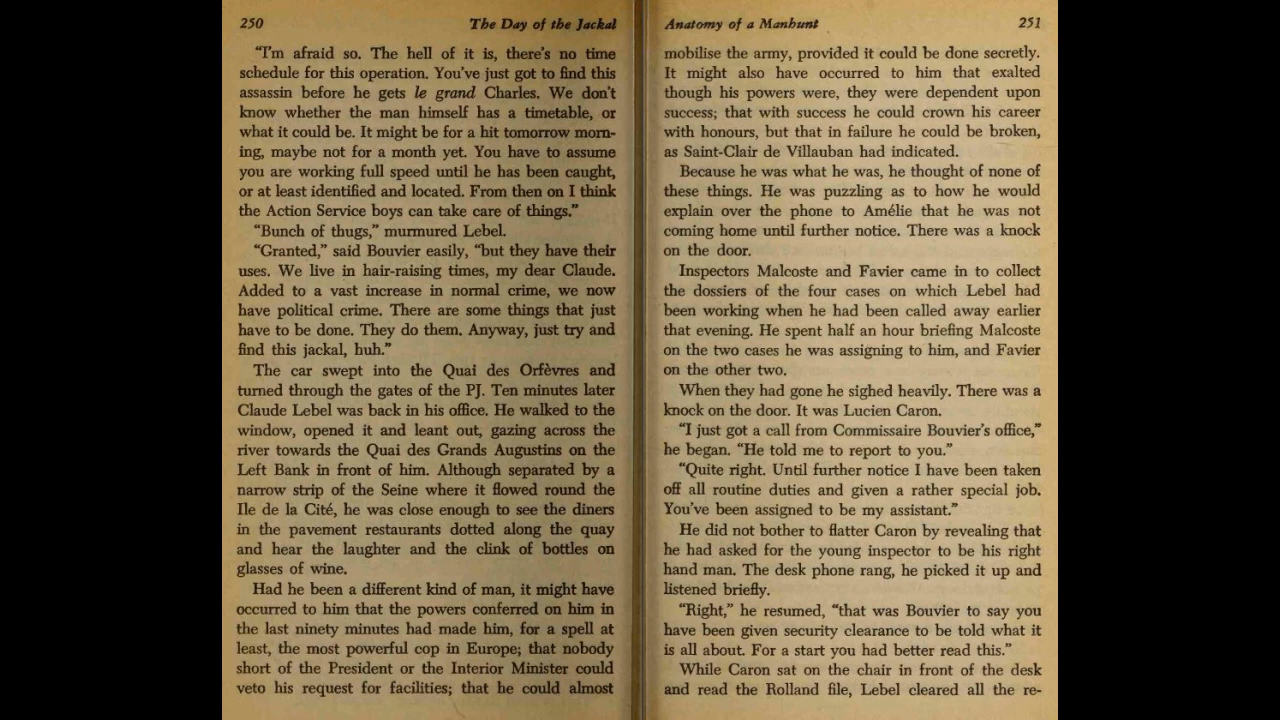 250 The Day of the Jackal
"I'm afraid so. The hell of it is, there's no time
schedule for this operation. You've just got to find this
assassin before he gets le grand Charles. We don't
know whether the man himself has a timetable, or
what it could be. It might be for a hit tomorrow morn-
ing, maybe not for a month yet. You have to assume
you are working full speed until he has been caught,
or at least identified and located. From then on I think
the Action Service boys can take care of things."
"Bunch of thugs," murmured Lebel.
"Granted," said Bouvier easily, "but they have their
uses. We live in hair-raising times, my dear Claude.
Added to a vast increase in normal crime, we now
have political crime. There are some things that just
have to be done. They do them. Anyway, just try and
find this jackal, huh."
The car swept into the Quai des Orfèvres and
turned through the gates of the PJ. Ten minutes later
Claude Lebel was back in his office. He walked to the
window, opened it and leant out, gazing across the
river towards the Quai des Grands Augustins on the
Left Bank in front of him. Although separated by a
narrow strip of the Seine where it flowed round the
Ile de la Cité, he was close enough to see the diners
in the pavement restaurants dotted along the quay
and hear the laughter and the clink of bottles on
glasses of wine.
Had he been a different kind of man, it might have
occurred to him that the powers conferred on him in
the last ninety minutes had made him, for a spell at
least, the most powerful cop in Europe; that nobody
short of the President or the Interior Minister could
veto his request for facilities; that he could almost
Anatomy of a Manhunt 251
mobilise the army, provided it could be done secretly.
It might also have occurred to him that exalted
though his powers were, they were dependent upon
success; that with success he could crown his career
with honours, but that in failure he could be broken,
as Saint-Clair de Villauban had indicated.
Because he was what he was, he thought of none of
these things. He was puzzling as to how he would
explain over the phone to Amélie that he was not
coming home until further notice. There was a knock
on the door.
Inspectors Malcoste and Favier came in to collect
the dossiers of the four cases on which Lebel had
been working when he had been called away earlier
that evening. He spent half an hour briefing Malcoste
on the two cases he was assigning to him, and Favier
on the other two.
When they had gone he sighed heavily. There was a
knock on the door. It was Lucien Caron.
"I just got a call from Commissaire Bouvier's office,"
he began. "He told me to report to you."
"Quite right. Until further notice I have been taken
off all routine duties and given a rather special job.
You've been assigned to be my assistant."
He did not bother to flatter Caron by revealing that
he had asked for the young inspector to be his right
hand man. The desk phone rang, he picked it up and
listened briefly.
"Right," he resumed, "that was Bouvier to say you
have been given security clearance to be told what it
is all about. For a start you had better read this."
While Caron sat on the chair in front of the desk
and read the Rolland file, Lebel cleared all the re-